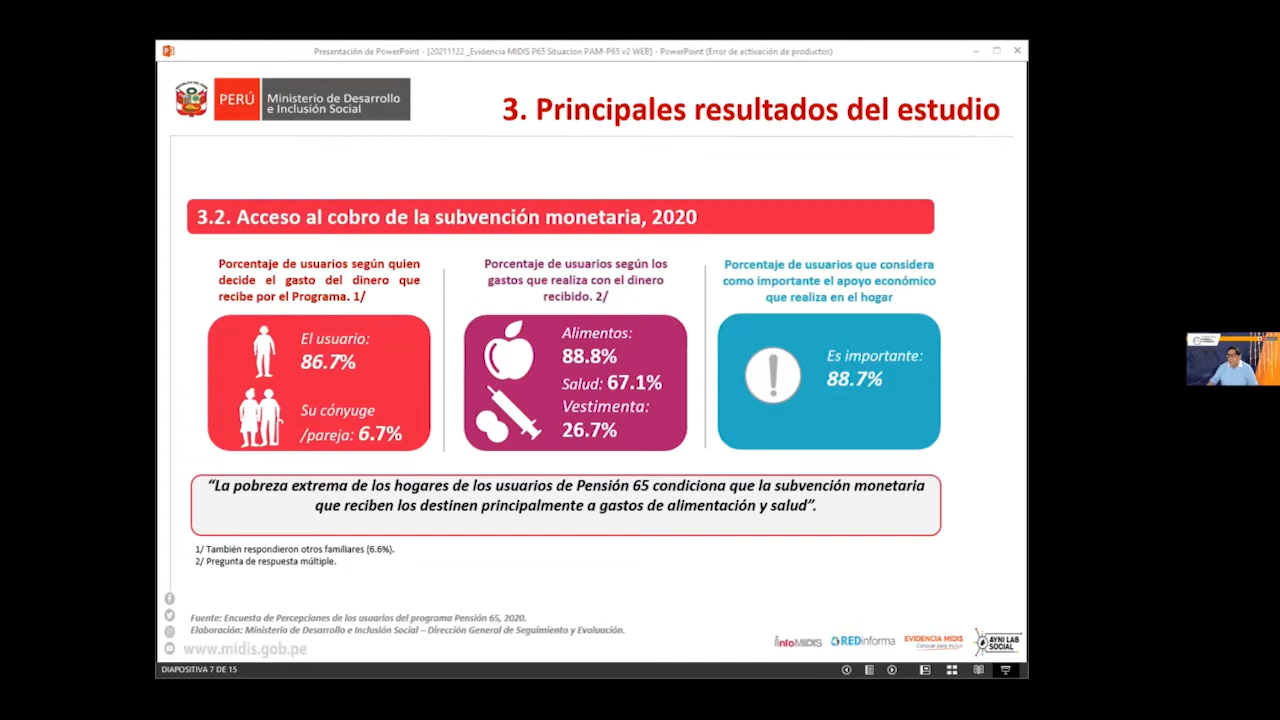 Presentación de PowerPoint - [20211122 _Evidencia MIDIS P65 Situacion PAM-P65 v2 WEB] - PowerPoint (Error de activación de productos)
PERÚ
Ministerio de Desarrollo
e Inclusión Social
3. Principales resultados del estudio
3.2. Acceso al cobro de la subvención monetaria, 2020
Porcentaje de usuarios según quien
decide el gasto del dinero que
recibe por el Programa. 1/
El usuario:
86.7%
Su cónyuge
/pareja: 6.7%
Porcentaje de usuarios según los
gastos que realiza con el dinero
recibido. 2/
Alimentos:
88.8%
Salud: 67.1%
Vestimenta:
26.7%
Porcentaje de usuarios que considera
como importante el apoyo económico
que realiza en el hogar
Es importante:
88.7%
“La pobreza extrema de los hogares de los usuarios de Pensión 65 condiciona que la subvención monetaria
que reciben los destinen principalmente a gastos de alimentación y salud”.
1/ También respondieron otros familiares (6.6%).
2/ Pregunta de respuesta múltiple.
Fuente: Encuesta de Percepciones de los usuarios del programa Pensión 65, 2020.
Elaboración: Ministerio de Desarrollo e Inclusión Social – Dirección General de Seguimiento y Evaluación.
www.midis.gob.pe
infoMIDIS
REDinforma
EVIDENCIA MIDIS
Conocer para incluir
AYNI LAB
SOCIAL
DIAPOSITIVA 7 DE 15